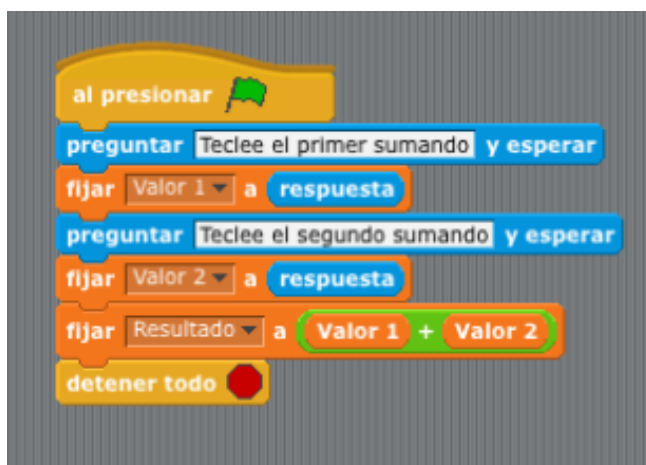 al presionar
preguntar Teclee el primer sumando y esperar
fijar Valor 1 a respuesta
preguntar Teclee el segundo sumando y esperar
fijar Valor 2 a respuesta
fijar Resultado a Valor 1 + Valor 2
detener todo